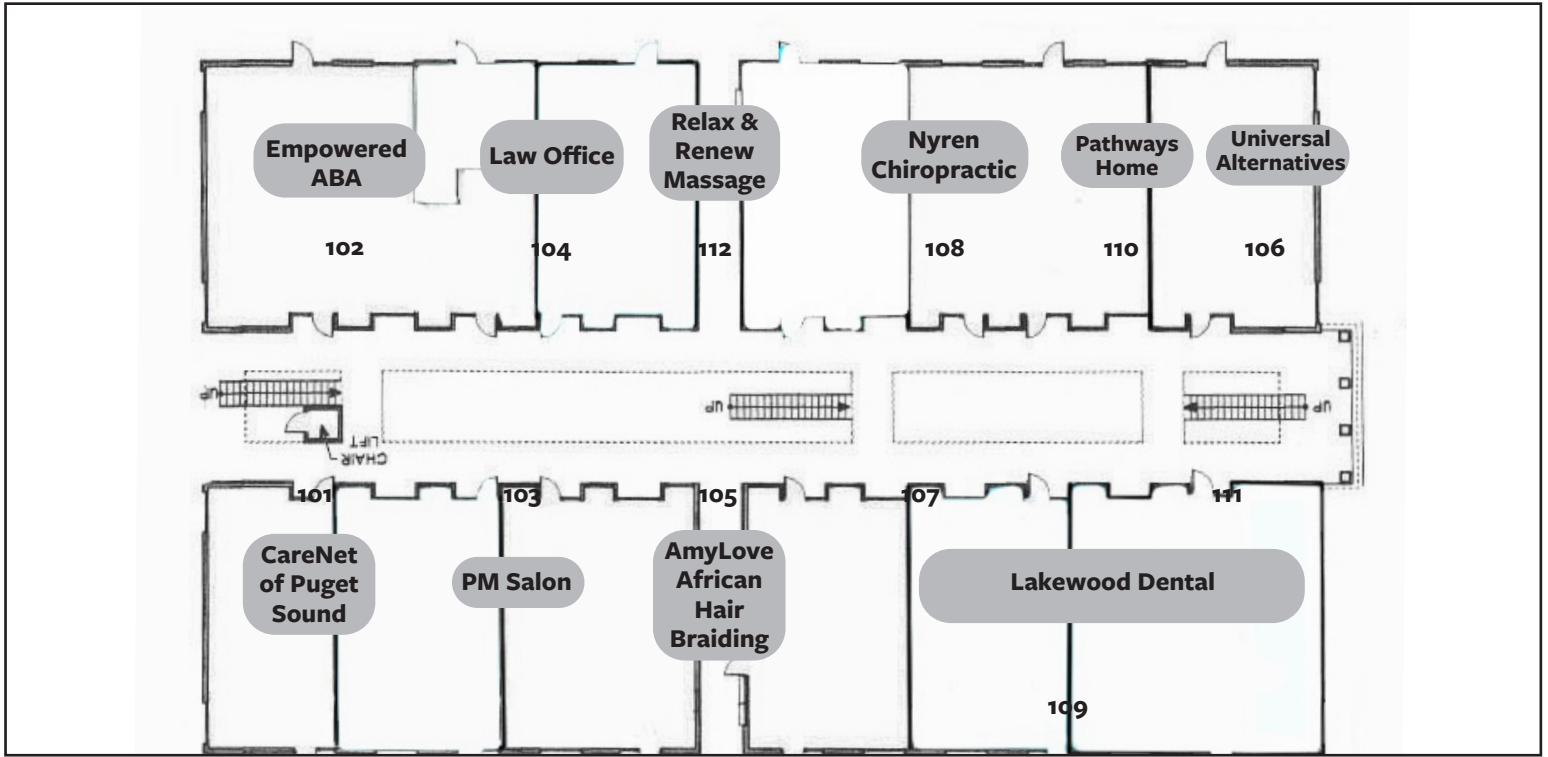 Empowered
ABA
Law Office
Relax &
Renew
Massage
Nyren
Chiropractic
Pathways
Home
Universal
Alternatives
102
104
112
108
110
106
UP
UP
UP
CHAIR
LIFT
101
103
105
107
111
CareNet
of Puget
Sound
PM Salon
AmyLove
African
Hair
Braiding
Lakewood Dental
109